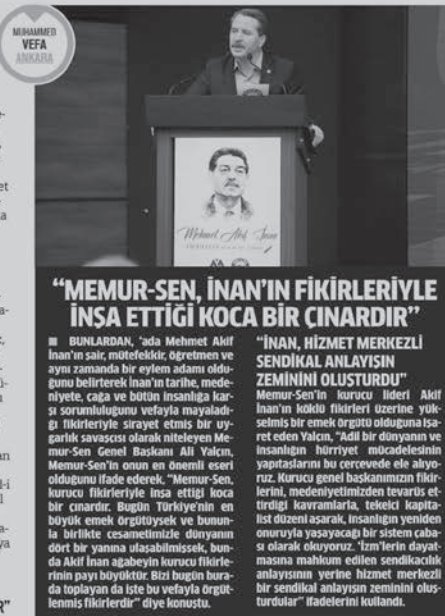 MUHAMMED
VEFA
ANKARA
Mehmet Akif İnan
“MEMUR-SEN, İNAN’IN FİKİRLERİYLE
İNŞA ETTİĞİ KOCA BİR ÇINARDIR”
■ BUNLARDAN, ‘ada Mehmet Akif
İnan’ın şair, mütefekkir, öğretmen ve
aynı zamanda bir eylem adamı oldu-
ğunu belirterek İnan’ın tarihe, mede-
niyete, çağa ve bütün insanlığa kar-
şı sorumluluğunu vefayla mayaladı-
ğı fikirleriyle sirayet etmiş bir uy-
garlık savaşçısı olarak niteleyen Me-
mur-Sen Genel Başkanı Ali Yalçın,
Memur-Sen’in onun en önemli eseri
olduğunu ifade ederek, “Memur-Sen,
kurucu fikirleriyle inşa ettiği koca
bir çınardır. Bugün Türkiye’nin en
büyük emek örgütüysek ve bunun-
la birlikte cesametimizle dünyanın
dört bir yanına ulaşabilmişsek, bun-
da Akif İnan ağabeyin kurucu fikirle-
rinin payı büyüktür. Bizi bugün bura-
da toplayan da işte bu vefayla örgüt-
lenmiş fikirlerdir” diye konuştu.
“İNAN, HİZMET MERKEZLİ
SENDİKAL ANLAYIŞIN
ZEMİNİNİ OLUŞTURDU”
Memur-Sen’in kurucu lideri Akif
İnan’ın köklü fikirleri üzerine yük-
selmiş bir emek örgütü olduğuna işa-
ret eden Yalçın, “Adil bir dünyanın ve
insanlığın hürriyet mücadelesinin
yapıtaşlarını bu çerçevede ele alıyo-
ruz. Kurucu genel başkanımızın fikir-
lerini, medeniyetimizden tevarüs et-
tirdiği kavramlarla, tekelci kapita-
list düzeni aşarak, insanlığın yeniden
onuruyla yaşayacağı bir sistem çaba-
sı olarak okuyoruz. ‘İzm’lerin dayat-
masına mahkum edilen sendikacılık
anlayışının yerine hizmet merkezli
bir sendikal anlayışın zeminini oluş-
turdular” ifadelerini kullandı.